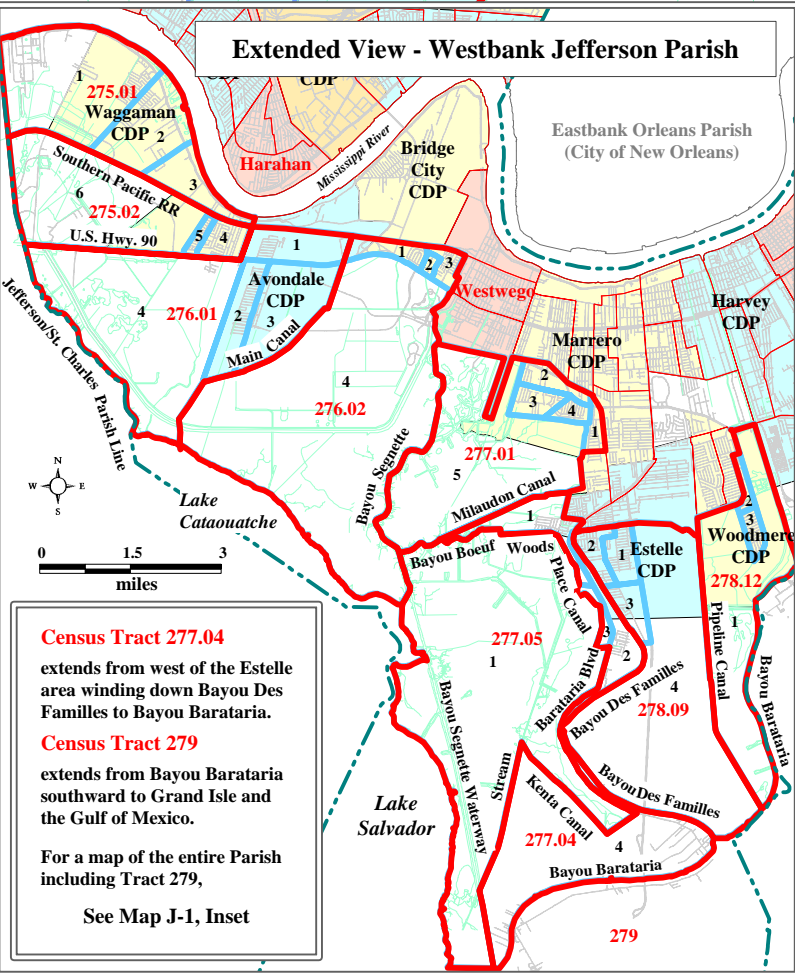 Extended View - Westbank Jefferson Parish
CDP
CDP
1
275.01
Waggaman
CDP
2
3
Harahan
Mississippi River
Bridge
City
CDP
Eastbank Orleans Parish
(City of New Orleans)
Southern Pacific RR
6
275.02
5
4
U.S. Hwy. 90
1
Avondale
CDP
2
3
Main Canal
1
2
3
Westwego
Harvey
CDP
Marrero
CDP
4
276.01
4
276.02
Jefferson/St. Charles Parish Line
2
3
4
1
277.01
5
Bayou Segnette
Milaudon Canal
N
W
E
S
Lake
Cataouatche
0
1.5
3
miles
1
Bayou Boeuf
Woods
Place Canal
2
1
Estelle
CDP
3
2
3
Woodmere
CDP
278.12
1
Pipeline Canal
Bayou Barataria
277.05
1
3
2
Barataria Blvd
Bayou Des Familles
4
278.09
Bayou Segnette Waterway
Stream
Kenta Canal
Bayou Des Familles
277.04
4
Bayou Barataria
Lake
Salvador
279
Census Tract 277.04
extends from west of the Estelle
area winding down Bayou Des
Familles to Bayou Barataria.
Census Tract 279
extends from Bayou Barataria
southward to Grand Isle and
the Gulf of Mexico.
For a map of the entire Parish
including Tract 279,
See Map J-1, Inset